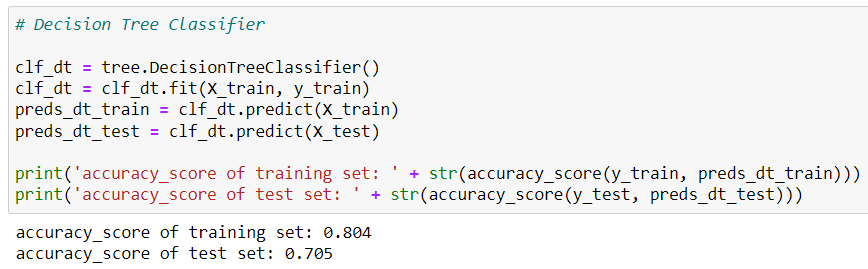 # Decision Tree Classifier
clf_dt = tree.DecisionTreeClassifier()
clf_dt = clf_dt.fit(X_train, y_train)
preds_dt_train = clf_dt.predict(X_train)
preds_dt_test = clf_dt.predict(X_test)
print('accuracy_score of training set: ' + str(accuracy_score(y_train, preds_dt_train)))
print('accuracy_score of test set: ' + str(accuracy_score(y_test, preds_dt_test)))
accuracy_score of training set: 0.804
accuracy_score of test set: 0.705